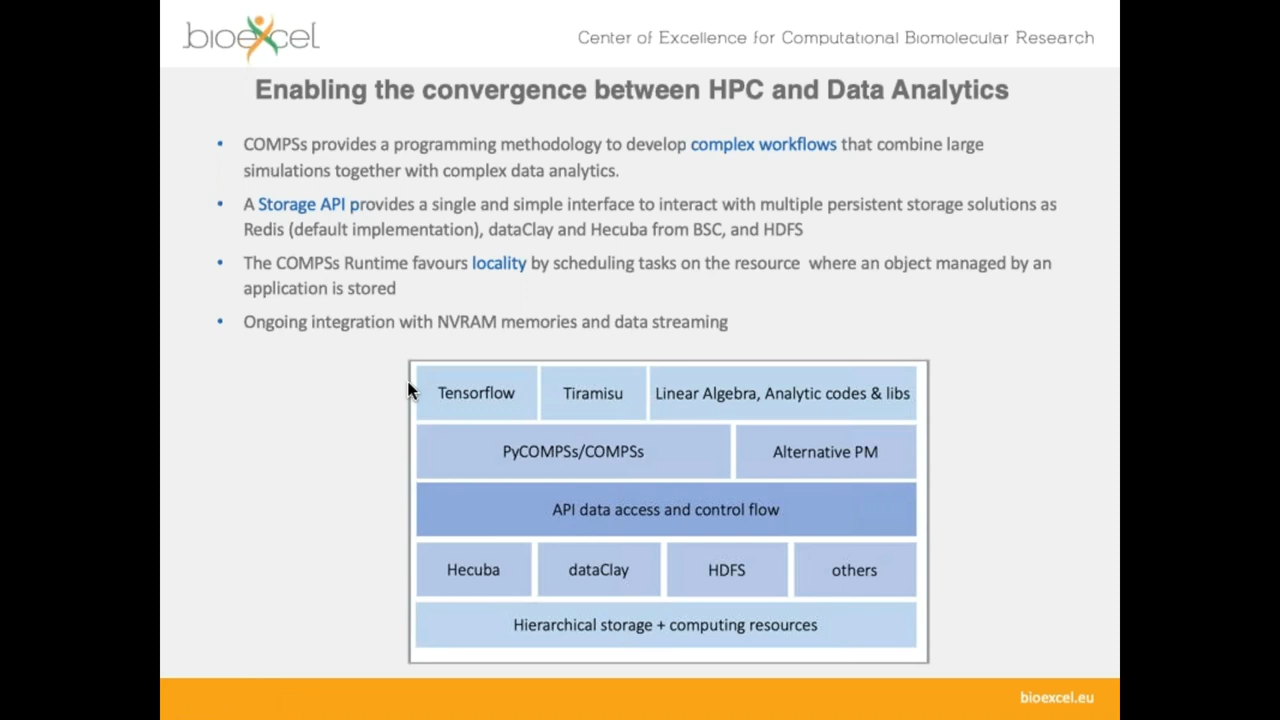 bioexcel
Center of Excellence for Computational Biomolecular Research
Enabling the convergence between HPC and Data Analytics
• COMPSs provides a programming methodology to develop complex workflows that combine large
simulations together with complex data analytics.
• A Storage API provides a single and simple interface to interact with multiple persistent storage solutions as
Redis (default implementation), dataClay and Hecuba from BSC, and HDFS
• The COMPSs Runtime favours locality by scheduling tasks on the resource where an object managed by an
application is stored
• Ongoing integration with NVRAM memories and data streaming
Tensorflow
Tiramisu
Linear Algebra, Analytic codes & libs
PyCOMPSs/COMPSs
Alternative PM
API data access and control flow
Hecuba
dataClay
HDFS
others
Hierarchical storage + computing resources
bioexcel.eu